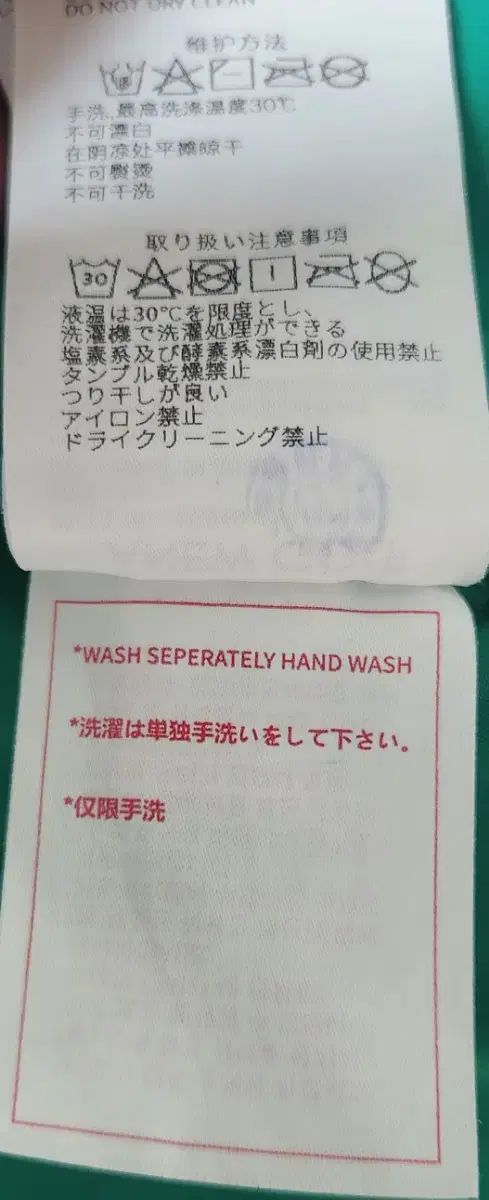 DO NOT DRY CLEAN
维护方法
手洗,最高洗涤温度30℃
不可漂白
在阴凉处平摊晾干
不可熨烫
不可干洗
取り扱い注意事項
30
液温は30℃を限度とし、
洗濯機で洗濯処理ができる
塩素系及び酵素系漂白剤の使用禁止
タンブル乾燥禁止
つり干しが良い
アイロン禁止
ドライクリーニング禁止
*WASH SEPERATELY HAND WASH
*洗濯は単独手洗いをして下さい。
*仅限手洗